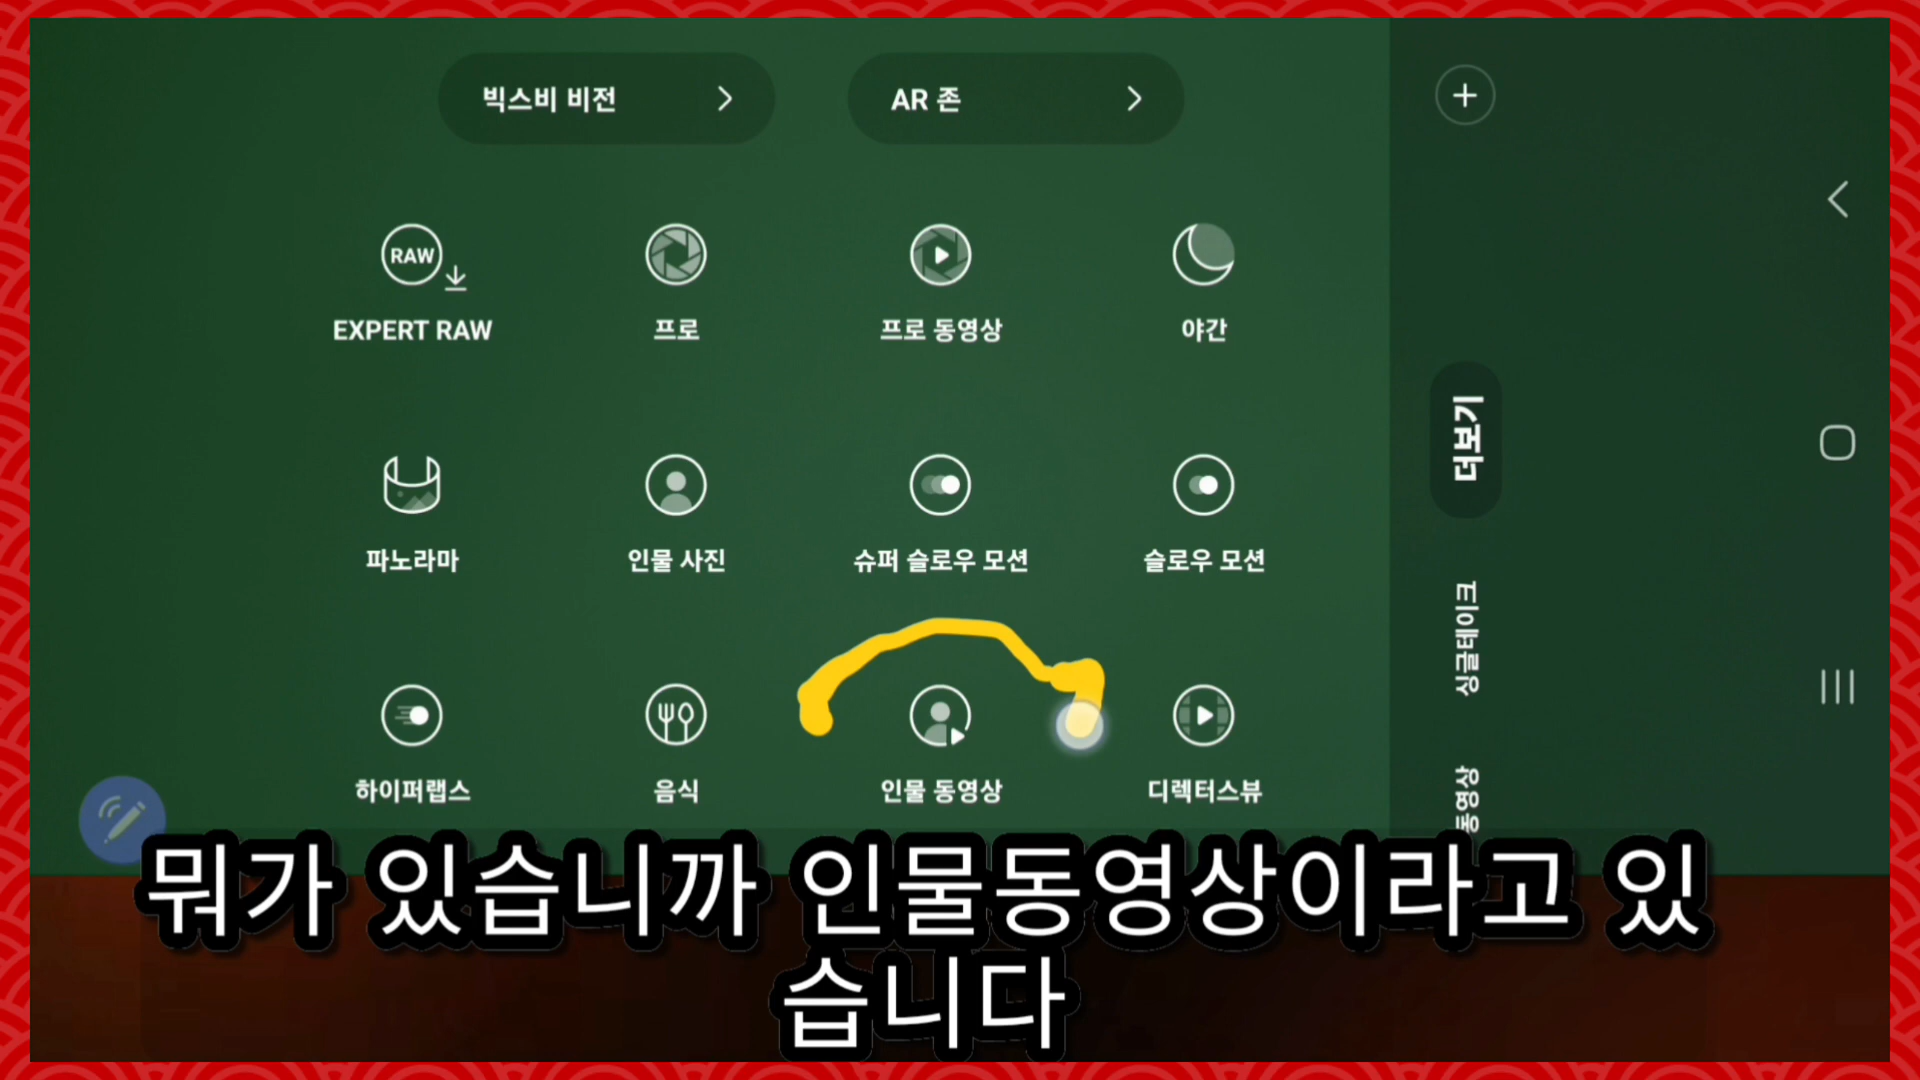 빅스비 비전
AR 존
RAW
EXPERT RAW
프로
프로 동영상
야간
파노라마
인물 사진
슈퍼 슬로우 모션
슬로우 모션
하이퍼랩스
음식
인물 동영상
디렉터스뷰
더보기
싱글테이크
동영상
뭐가 있습니까 인물동영상이라고 있
습니다